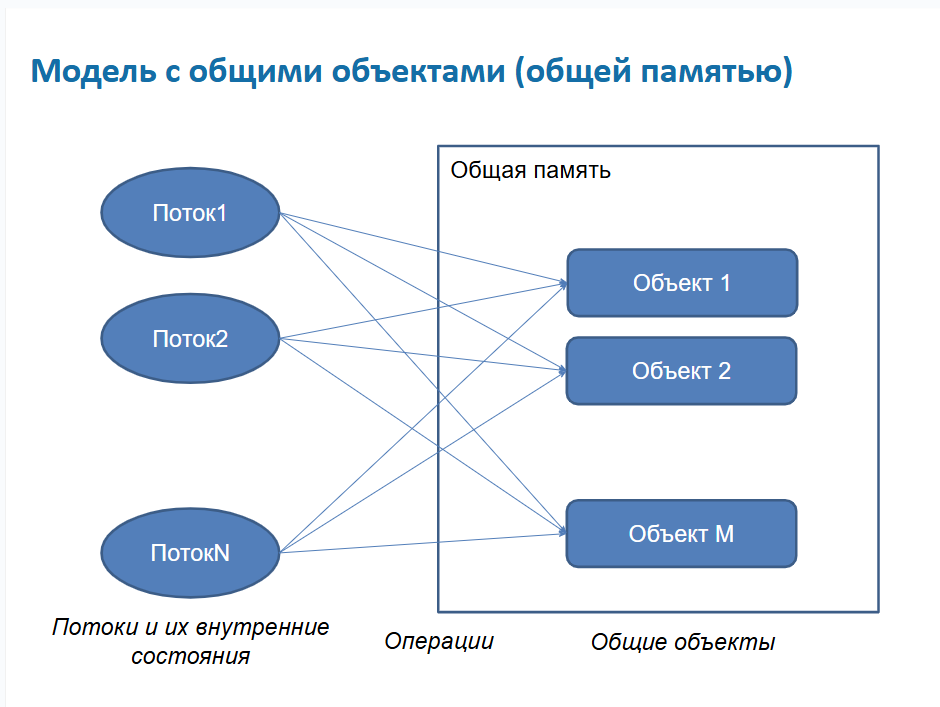 Модель с общими объектами (общей памятью)
Общая память
Поток1
Объект 1
Поток2
Объект 2
Объект M
ПотокN
Потоки и их внутренние
состояния
Операции
Общие объекты